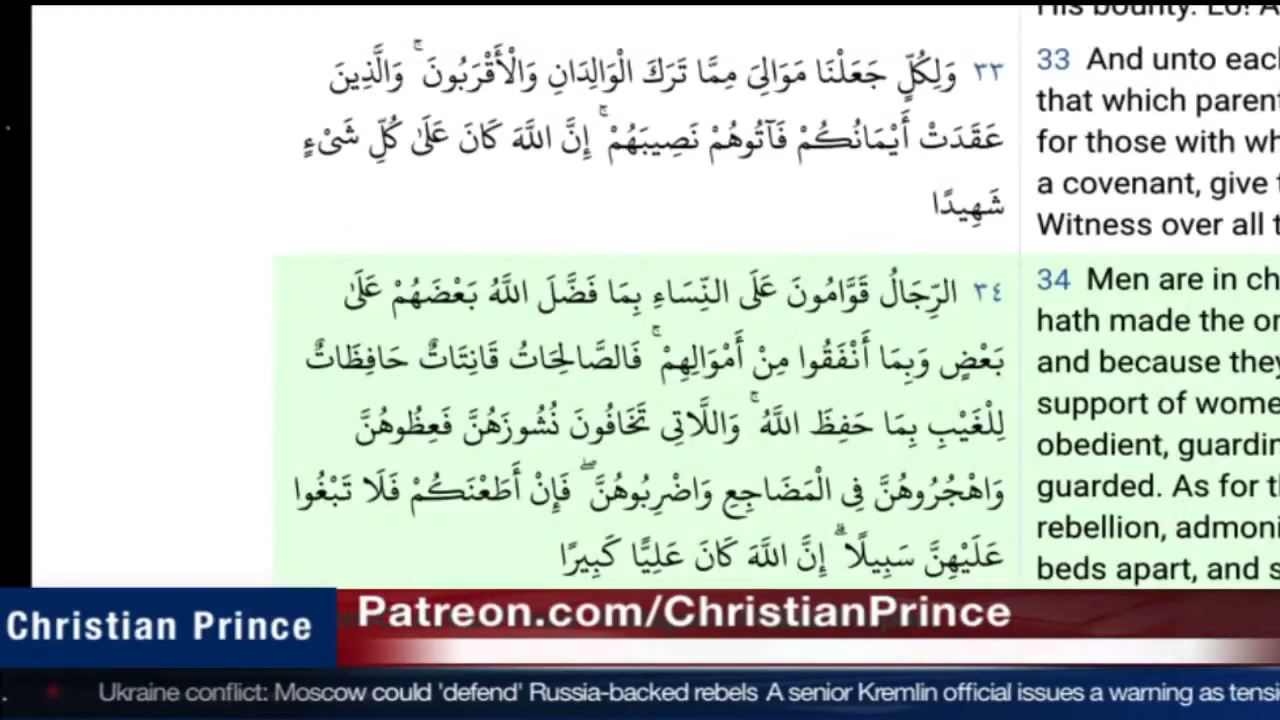 ٣٣ وَلِكُلٍّ جَعَلْنَا مَوَالِىَ مِمَّا تَرَكَ الْوَالِدَانِ وَالْأَقْرَبُونَ ۚ وَالَّذِينَ
عَقَدَتْ أَيْمَانُكُمْ فَآتُوهُمْ نَصِيبَهُمْ ۚ إِنَّ اللَّهَ كَانَ عَلَىٰ كُلِّ شَىْءٍ
شَهِيدًا
٣٤ الرِّجَالُ قَوَّامُونَ عَلَى النِّسَاءِ بِمَا فَضَّلَ اللَّهُ بَعْضَهُمْ عَلَىٰ
بَعْضٍ وَبِمَا أَنْفَقُوا مِنْ أَمْوَالِهِمْ ۚ فَالصَّالِحَاتُ قَانِتَاتٌ حَافِظَاتٌ
لِلْغَيْبِ بِمَا حَفِظَ اللَّهُ ۚ وَاللَّاتِى تَخَافُونَ نُشُوزَهُنَّ فَعِظُوهُنَّ
وَاهْجُرُوهُنَّ فِى الْمَضَاجِعِ وَاضْرِبُوهُنَّ ۖ فَإِنْ أَطَعْنَكُمْ فَلَا تَبْغُوا
عَلَيْهِنَّ سَبِيلًا ۗ إِنَّ اللَّهَ كَانَ عَلِيًّا كَبِيرًا
His bounty. Lo! A
33 And unto eac
that which parent
for those with wh
a covenant, give
Witness over all t
34 Men are in ch
hath made the o
and because they
support of wome
obedient, guardin
guarded. As for t
rebellion, admoni
beds apart, and s
Christian Prince
Patreon.com/ChristianPrince
Ukraine conflict: Moscow could 'defend' Russia-backed rebels A senior Kremlin official issues a warning as tensi